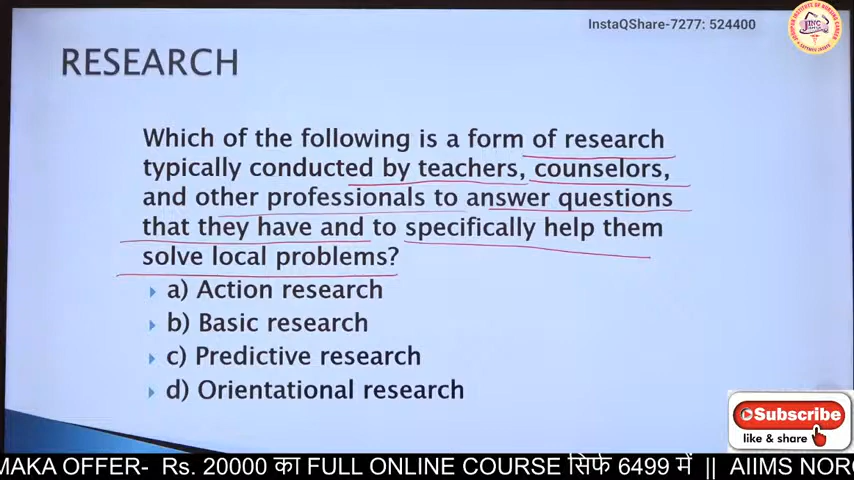 InstaQShare-7277: 524400
RESEARCH
Which of the following is a form of research
typically conducted by teachers, counselors,
and other professionals to answer questions
that they have and to specifically help them
solve local problems?
a) Action research
b) Basic research
c) Predictive research
d) Orientational research
Subscribe
like & share
MAKA OFFER- Rs. 20000 का FULL ONLINE COURSE सिर्फ 6499 में || AIIMS NORC